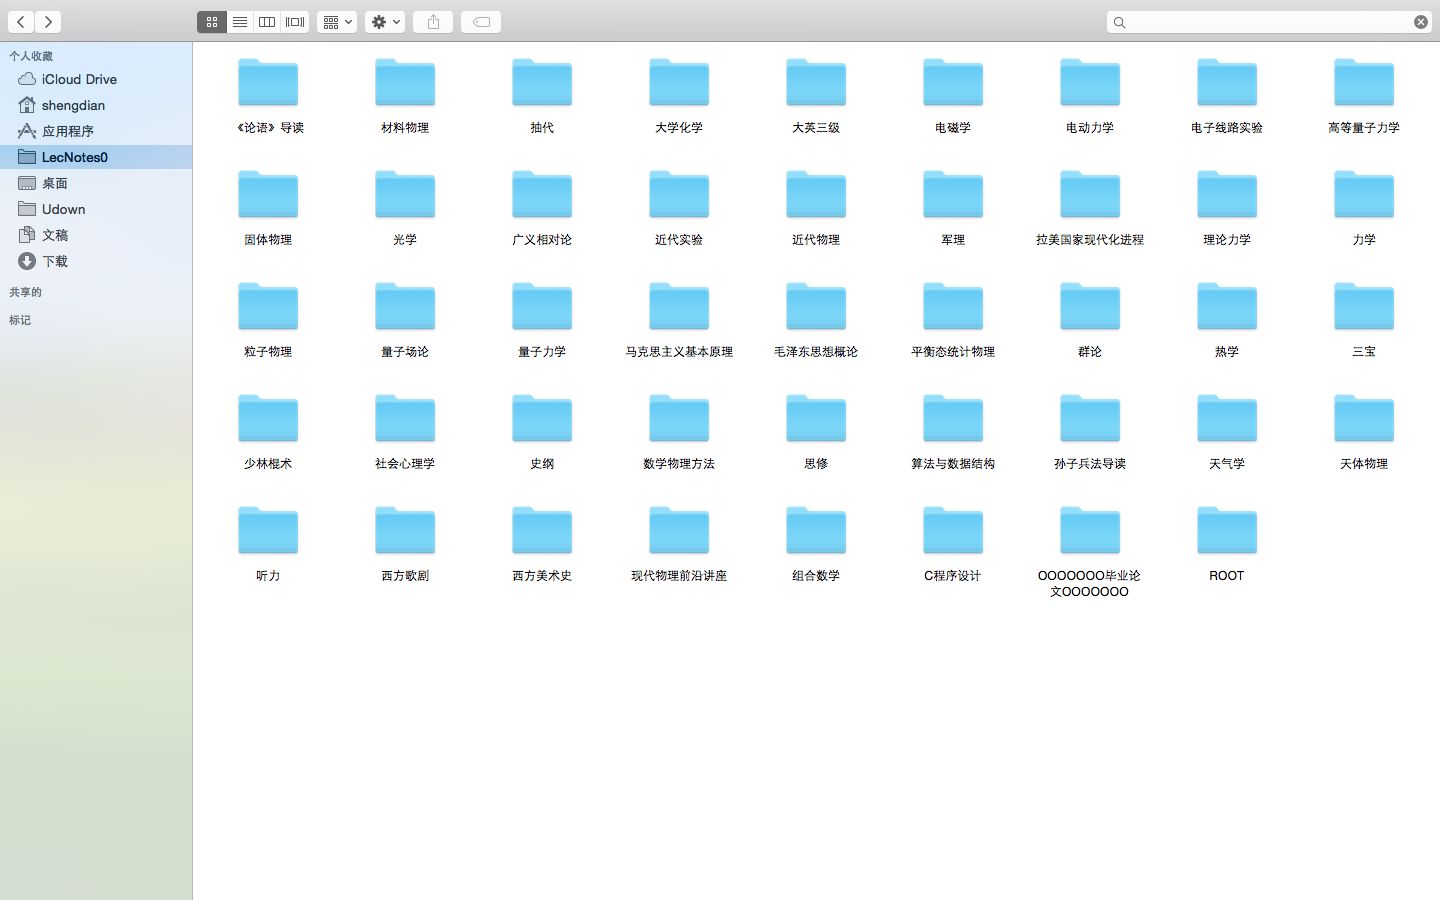 个人收藏
iCloud Drive
shengdian
应用程序
LecNotes0
桌面
Udown
文稿
下载
共享的
标记
《论语》导读
材料物理
抽代
大学化学
大英三级
电磁学
电动力学
电子线路实验
高等量子力学
固体物理
光学
广义相对论
近代实验
近代物理
军理
拉美国家现代化进程
理论力学
力学
粒子物理
量子场论
量子力学
马克思主义基本原理
毛泽东思想概论
平衡态统计物理
群论
热学
三宝
少林棍术
社会心理学
史纲
数学物理方法
思修
算法与数据结构
孙子兵法导读
天气学
天体物理
听力
西方歌剧
西方美术史
现代物理前沿讲座
组合数学
C程序设计
OOOOOOO毕业论
文OOOOOOO
ROOT